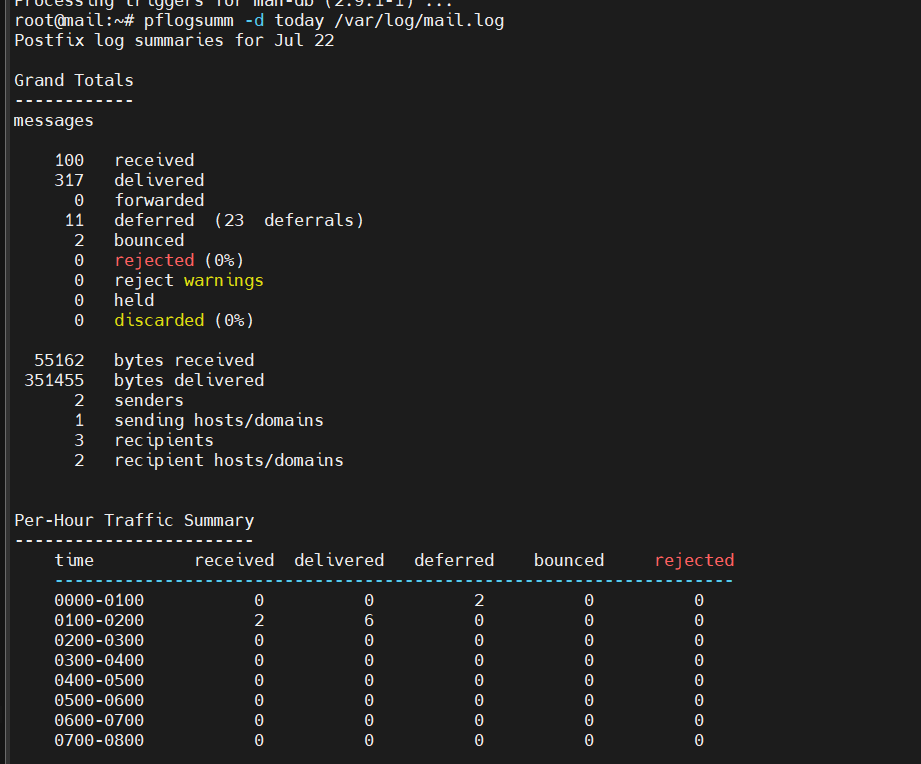 Processing triggers for man-db (2.9.1-1) ...
root@mail:~# pflogsumm -d today /var/log/mail.log
Postfix log summaries for Jul 22
Grand Totals
------------
messages
100 received
317 delivered
0 forwarded
11 deferred (23 deferrals)
2 bounced
0 rejected (0%)
0 reject warnings
0 held
0 discarded (0%)
55162 bytes received
351455 bytes delivered
2 senders
1 sending hosts/domains
3 recipients
2 recipient hosts/domains
Per-Hour Traffic Summary
------------------------
time received delivered deferred bounced rejected
--------------------------------------------------------------------
0000-0100 0 0 2 0 0
0100-0200 2 6 0 0 0
0200-0300 0 0 0 0 0
0300-0400 0 0 0 0 0
0400-0500 0 0 0 0 0
0500-0600 0 0 0 0 0
0600-0700 0 0 0 0 0
0700-0800 0 0 0 0 0